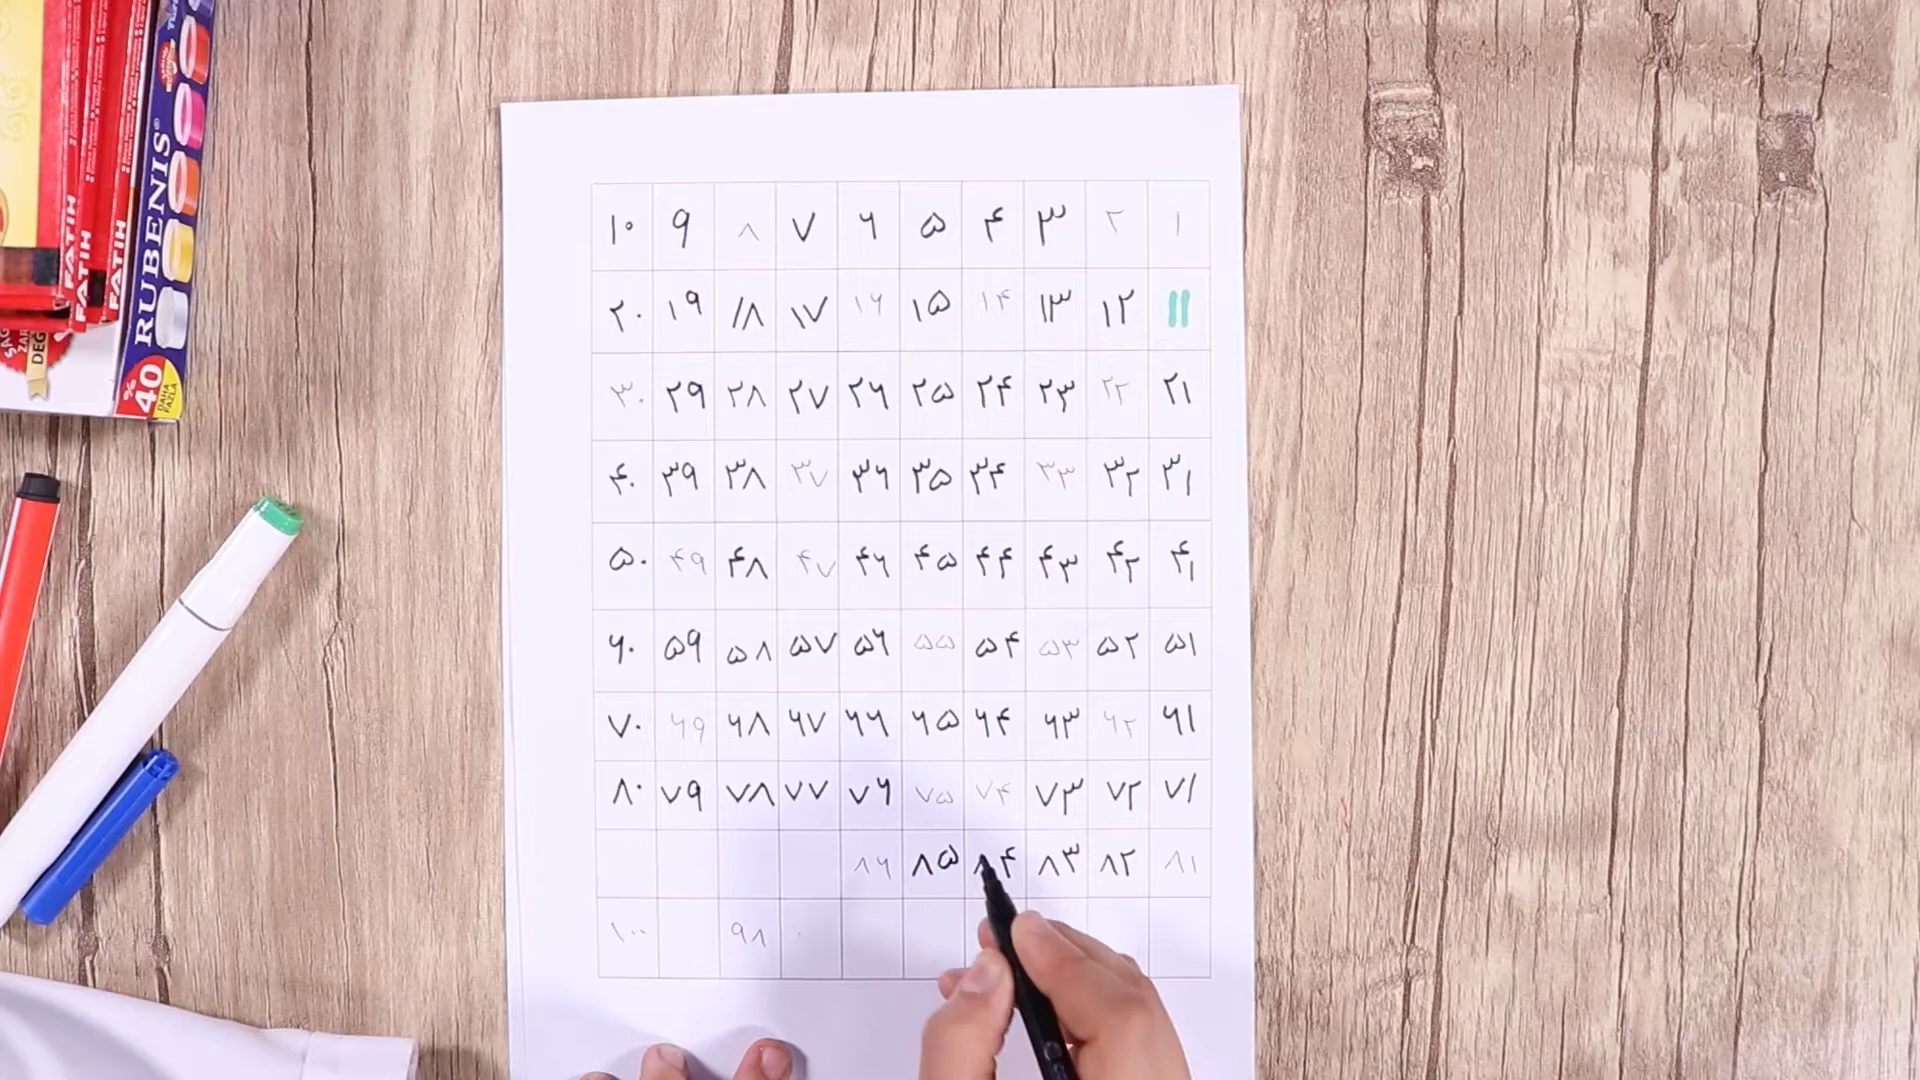 ۱ ۲ ۳ ۴ ۵ ۶ ۷ ۸ ۹ ۱۰
۱۱ ۱۲ ۱۳ ۱۴ ۱۵ ۱۶ ۱۷ ۱۸ ۱۹ ۲۰
۲۱ ۲۲ ۲۳ ۲۴ ۲۵ ۲۶ ۲۷ ۲۸ ۲۹ ۳۰
۳۱ ۳۲ ۳۳ ۳۴ ۳۵ ۳۶ ۳۷ ۳۸ ۳۹ ۴۰
۴۱ ۴۲ ۴۳ ۴۴ ۴۵ ۴۶ ۴۷ ۴۸ ۴۹ ۵۰
۵۱ ۵۲ ۵۳ ۵۴ ۵۵ ۵۶ ۵۷ ۵۸ ۵۹ ۶۰
۶۱ ۶۲ ۶۳ ۶۴ ۶۵ ۶۶ ۶۷ ۶۸ ۶۹ ۷۰
۷۱ ۷۲ ۷۳ ۷۴ ۷۵ ۷۶ ۷۷ ۷۸ ۷۹ ۸۰
۸۱ ۸۲ ۸۳ ۸۴ ۸۵ ۸۶
۹۸ ۱۰۰
FATIH
FATIH
FATIH
RUBENIS®
%40
DAHA FAZLA